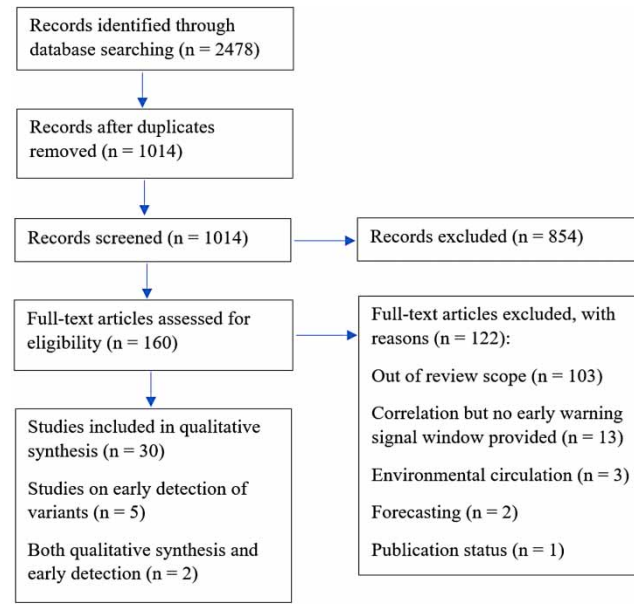 Records identified through
database searching (n = 2478)
Records after duplicates
removed (n = 1014)
Records screened (n = 1014)
Records excluded (n = 854)
Full-text articles assessed for
eligibility (n = 160)
Full-text articles excluded, with
reasons (n = 122):
Out of review scope (n = 103)
Correlation but no early warning
signal window provided (n = 13)
Environmental circulation (n = 3)
Forecasting (n = 2)
Publication status (n = 1)
Studies included in qualitative
synthesis (n = 30)
Studies on early detection of
variants (n = 5)
Both qualitative synthesis and
early detection (n = 2)